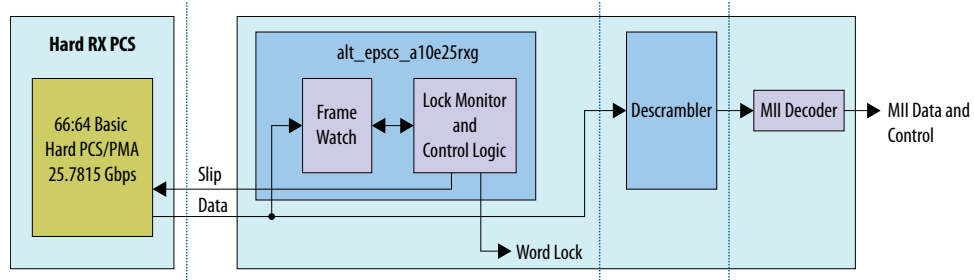 Hard RX PCS
66:64 Basic
Hard PCS/PMA
25.7815 Gbps
Slip
Data
alt_epscs_a10e25rxg
Frame
Watch
Lock Monitor
and
Control Logic
Word Lock
Descrambler
MII Decoder
MII Data and
Control